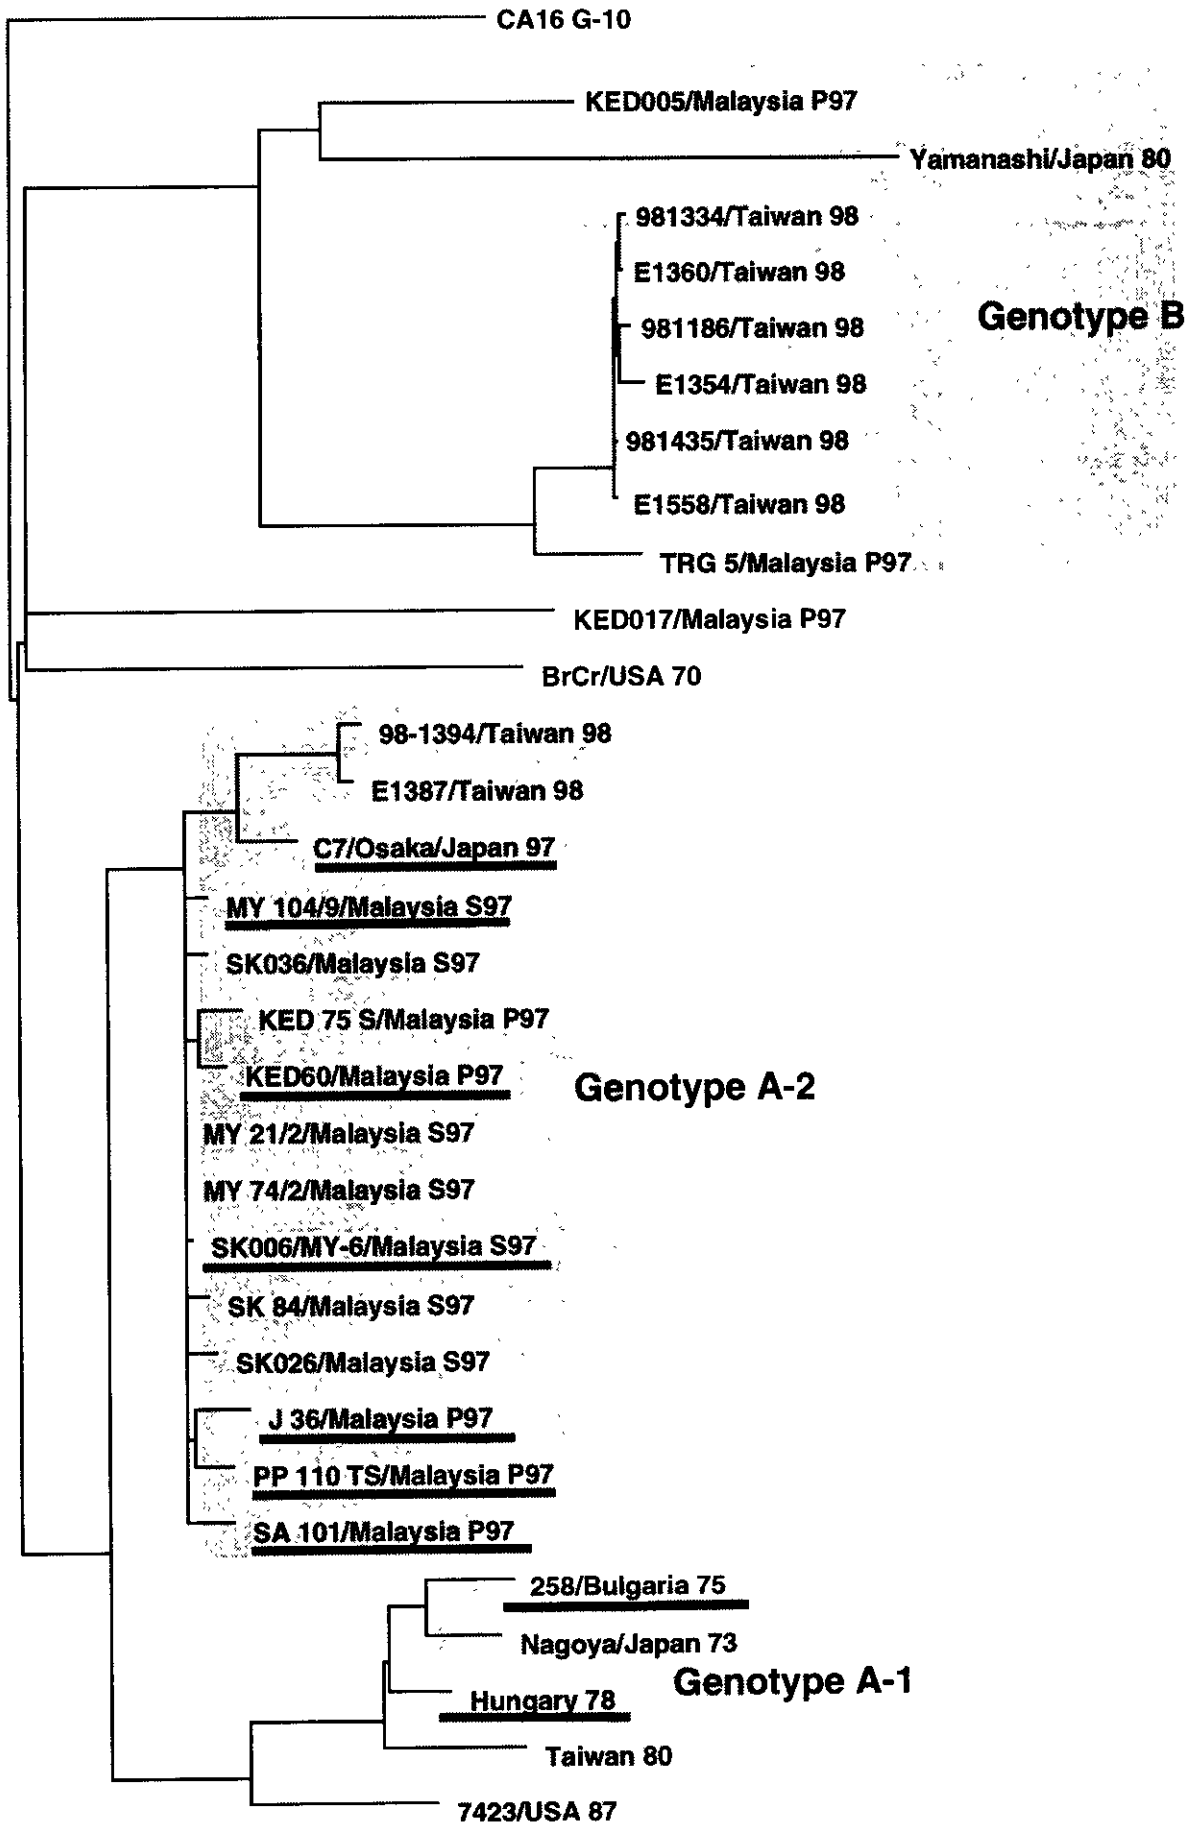 CA16 G-10
KED005/Malaysia P97
Yamanashi/Japan 80
981334/Taiwan 98
E1360/Taiwan 98
Genotype B
981186/Taiwan 98
E1354/Taiwan 98
981435/Taiwan 98
E1558/Taiwan 98
TRG 5/Malaysia P97
KED017/Malaysia P97
BrCr/USA 70
98-1394/Taiwan 98
E1387/Taiwan 98
C7/Osaka/Japan 97
MY 104/9/Malaysia S97
SK036/Malaysia S97
KED 75 S/Malaysia P97
KED60/Malaysia P97
Genotype A-2
MY 21/2/Malaysia S97
MY 74/2/Malaysia S97
SK006/MY-6/Malaysia S97
SK 84/Malaysia S97
SK026/Malaysia S97
J 36/Malaysia P97
PP 110 TS/Malaysia P97
SA 101/Malaysia P97
258/Bulgaria 75
Nagoya/Japan 73
Genotype A-1
Hungary 78
Taiwan 80
7423/USA 87